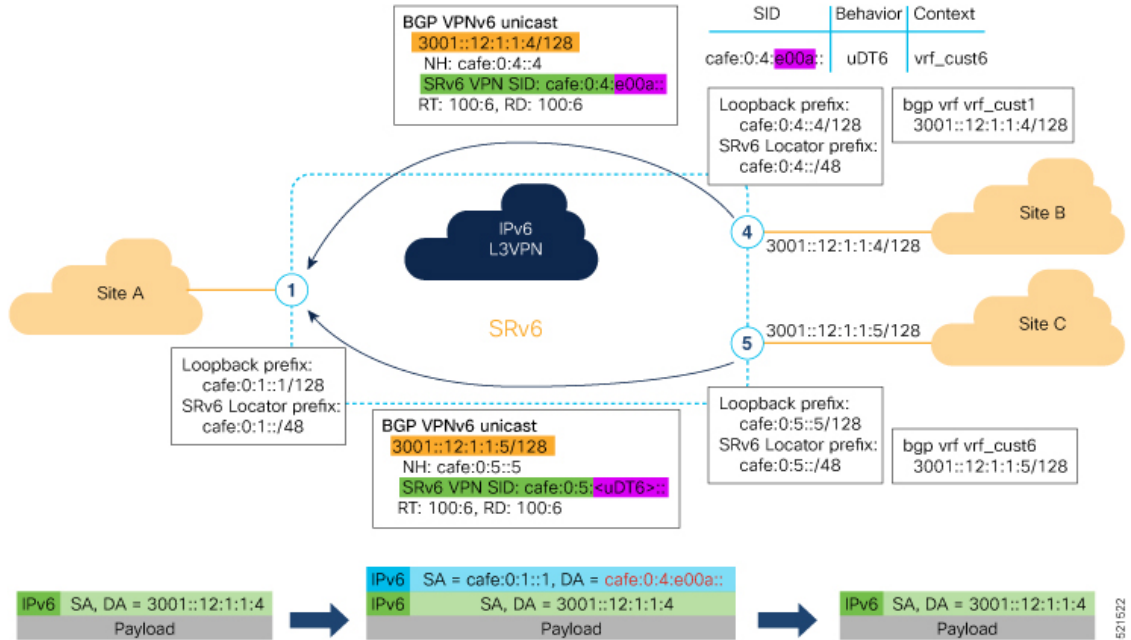 BGP VPNv6 unicast
3001::12:1:1:4/128
NH: cafe:0:4::4
SRv6 VPN SID: cafe:0:4:e00a::
RT: 100:6, RD: 100:6
SID Behavior Context
cafe:0:4:e00a:: uDT6 vrf_cust6
Loopback prefix:
cafe:0:4::4/128
SRv6 Locator prefix:
cafe:0:4::/48
bgp vrf vrf_cust1
3001::12:1:1:4/128
IPv6
L3VPN
4
3001::12:1:1:4/128
Site B
Site A
1
SRv6
5
3001::12:1:1:5/128
Site C
Loopback prefix:
cafe:0:1::1/128
SRv6 Locator prefix:
cafe:0:1::/48
BGP VPNv6 unicast
3001::12:1:1:5/128
NH: cafe:0:5::5
SRv6 VPN SID: cafe:0:5:<uDT6>::
RT: 100:6, RD: 100:6
Loopback prefix:
cafe:0:5::5/128
SRv6 Locator prefix:
cafe:0:5::/48
bgp vrf vrf_cust6
3001::12:1:1:5/128
IPv6 SA, DA = 3001::12:1:1:4
Payload
IPv6 SA = cafe:0:1::1, DA = cafe:0:4:e00a::
IPv6 SA, DA = 3001::12:1:1:4
Payload
IPv6 SA, DA = 3001::12:1:1:4
Payload
521522